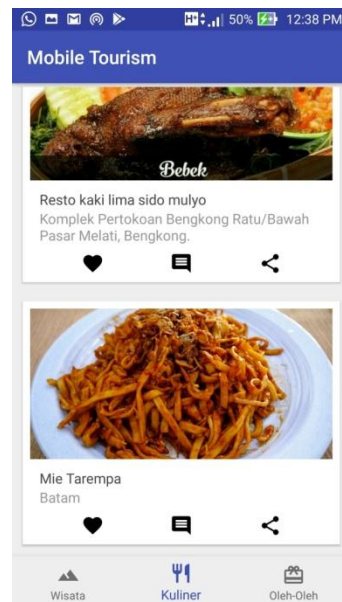 50% 12:38 PM
Mobile Tourism
Bebek
Resto kaki lima sido mulyo
Komplek Pertokoan Bengkong Ratu/Bawah
Pasar Melati, Bengkong.
Mie Tarempa
Batam
Wisata Kuliner Oleh-Oleh